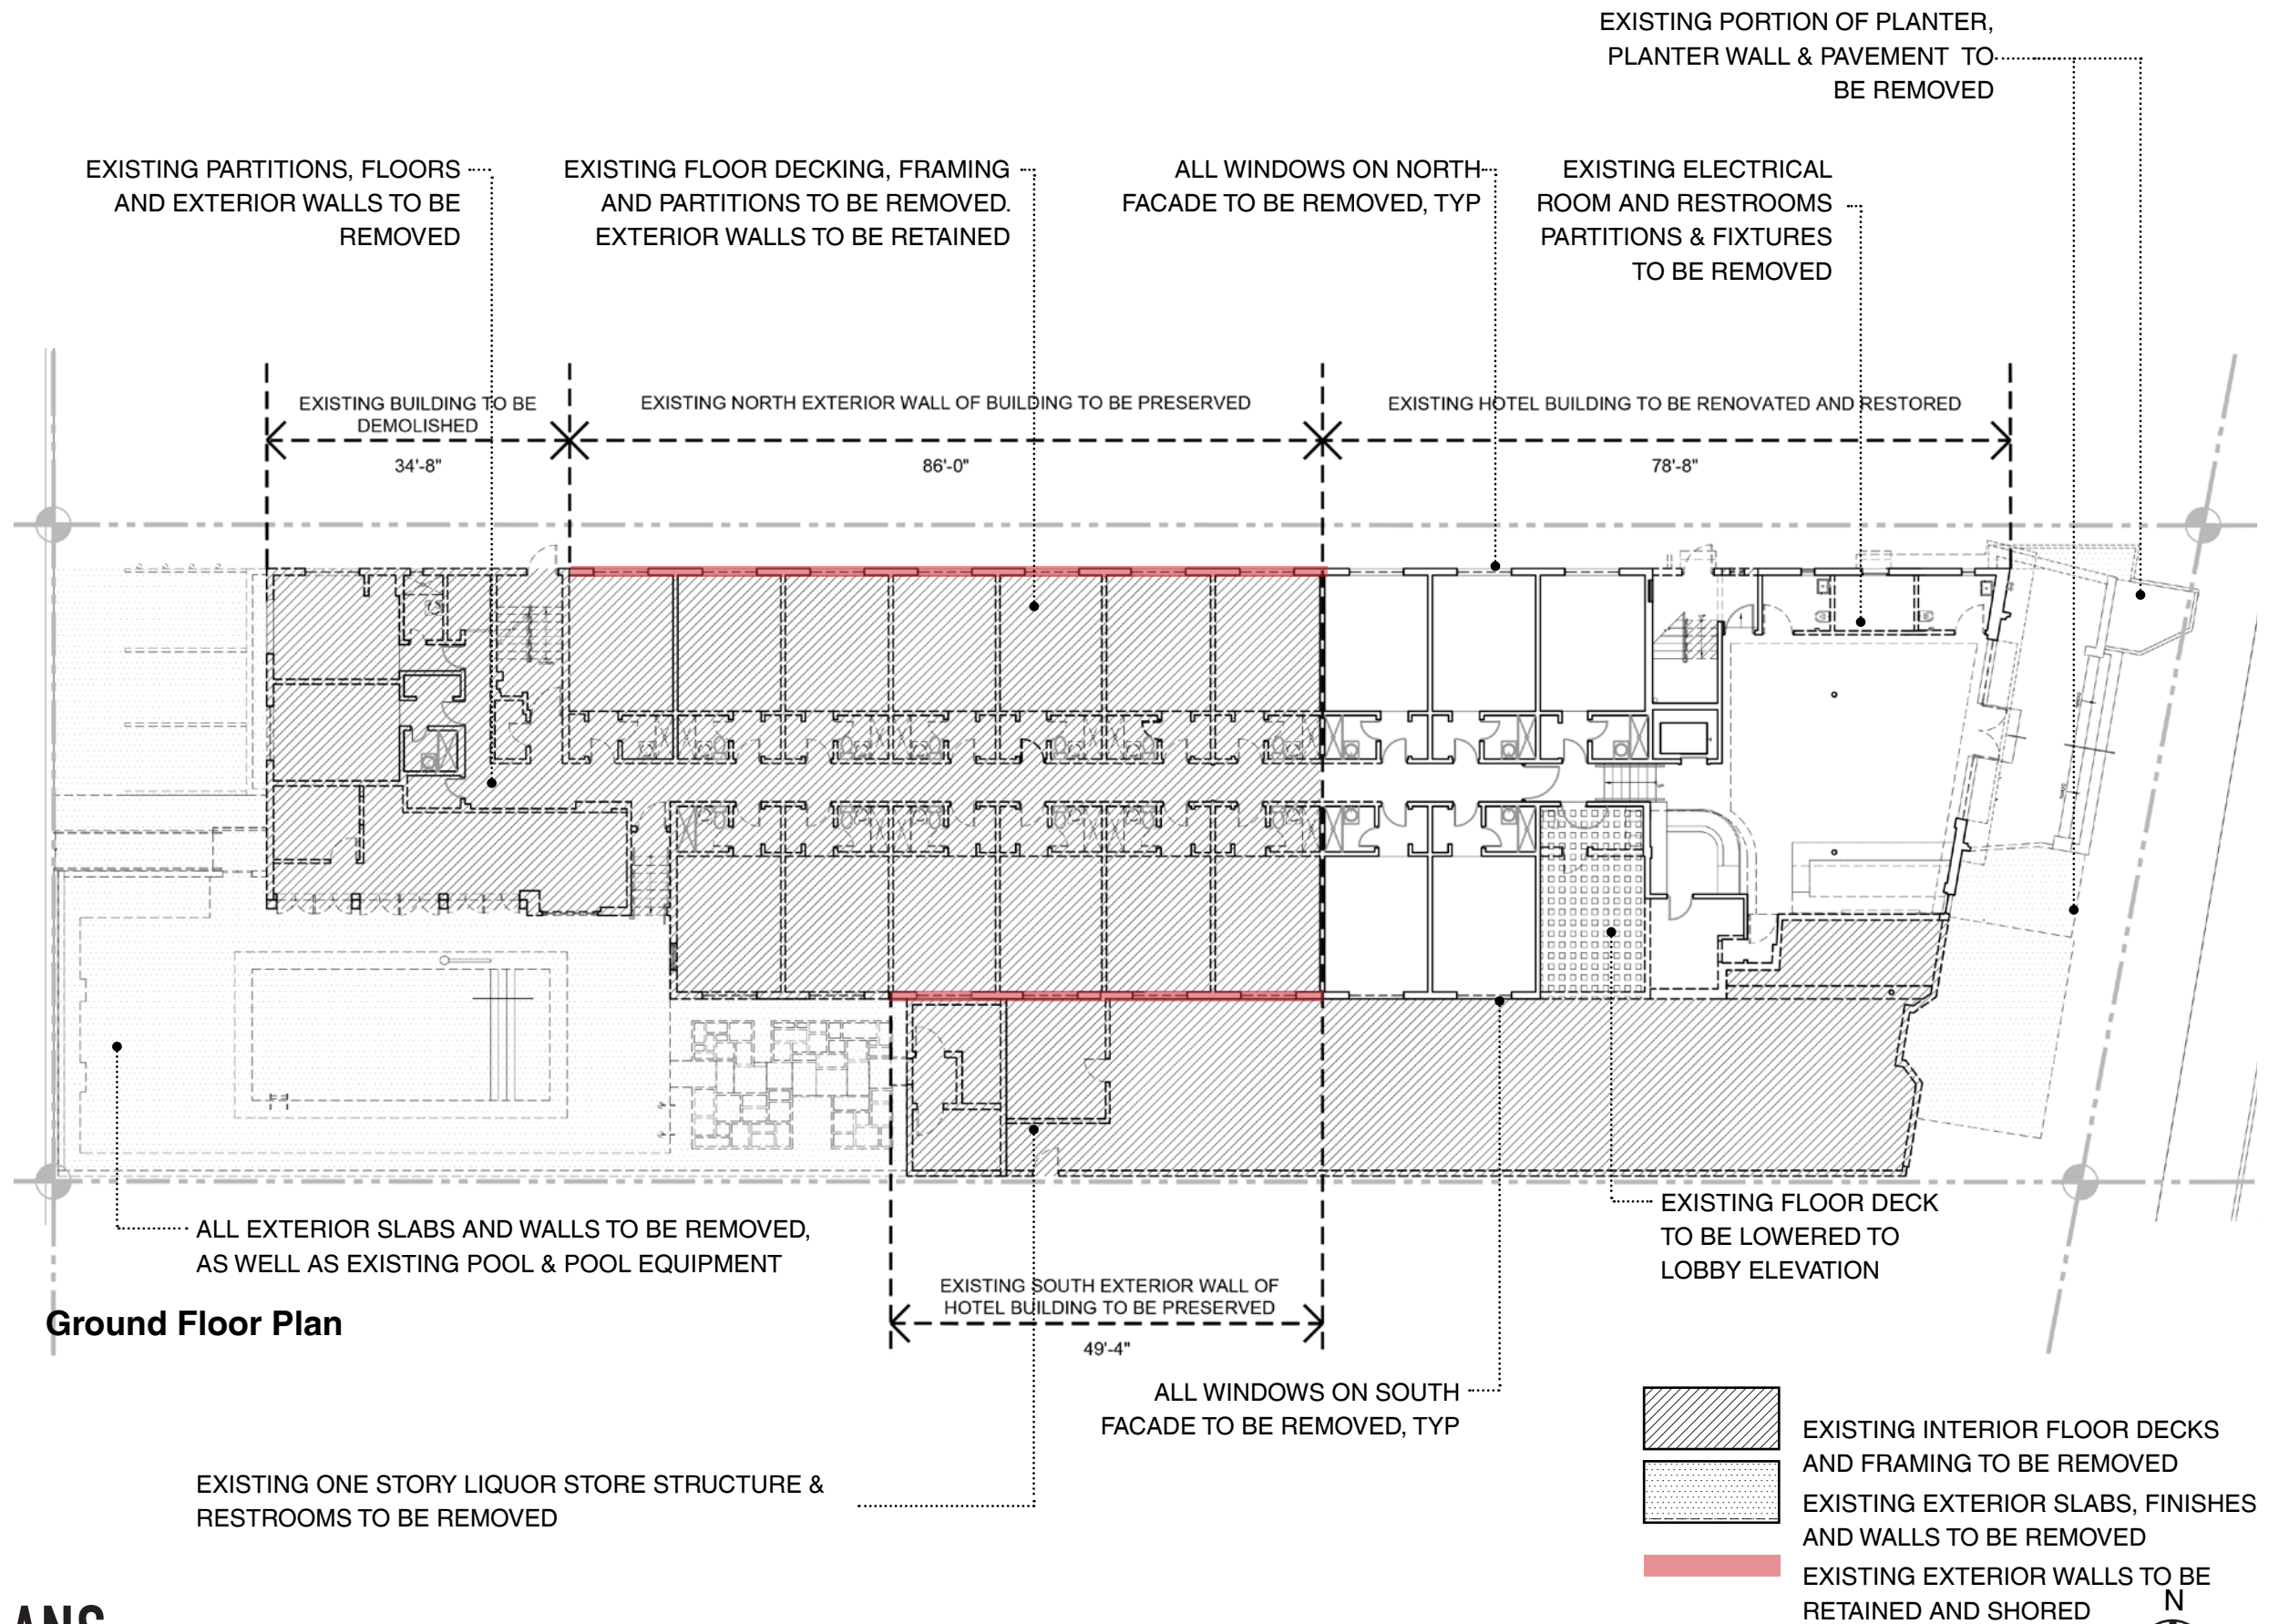 EXISTING PORTION OF PLANTER,
PLANTER WALL & PAVEMENT TO
BE REMOVED
EXISTING PARTITIONS, FLOORS
AND EXTERIOR WALLS TO BE
REMOVED
EXISTING FLOOR DECKING, FRAMING
AND PARTITIONS TO BE REMOVED.
EXTERIOR WALLS TO BE RETAINED
ALL WINDOWS ON NORTH
FACADE TO BE REMOVED, TYP
EXISTING ELECTRICAL
ROOM AND RESTROOMS
PARTITIONS & FIXTURES
TO BE REMOVED
EXISTING BUILDING TO BE
DEMOLISHED
34'-8"
EXISTING NORTH EXTERIOR WALL OF BUILDING TO BE PRESERVED
86'-0"
EXISTING HOTEL BUILDING TO BE RENOVATED AND RESTORED
78'-8"
ALL EXTERIOR SLABS AND WALLS TO BE REMOVED,
AS WELL AS EXISTING POOL & POOL EQUIPMENT
EXISTING FLOOR DECK
TO BE LOWERED TO
LOBBY ELEVATION
EXISTING SOUTH EXTERIOR WALL OF
HOTEL BUILDING TO BE PRESERVED
49'-4"
Ground Floor Plan
ALL WINDOWS ON SOUTH
FACADE TO BE REMOVED, TYP
EXISTING ONE STORY LIQUOR STORE STRUCTURE &
RESTROOMS TO BE REMOVED
EXISTING INTERIOR FLOOR DECKS
AND FRAMING TO BE REMOVED
EXISTING EXTERIOR SLABS, FINISHES
AND WALLS TO BE REMOVED
EXISTING EXTERIOR WALLS TO BE
RETAINED AND SHORED
N